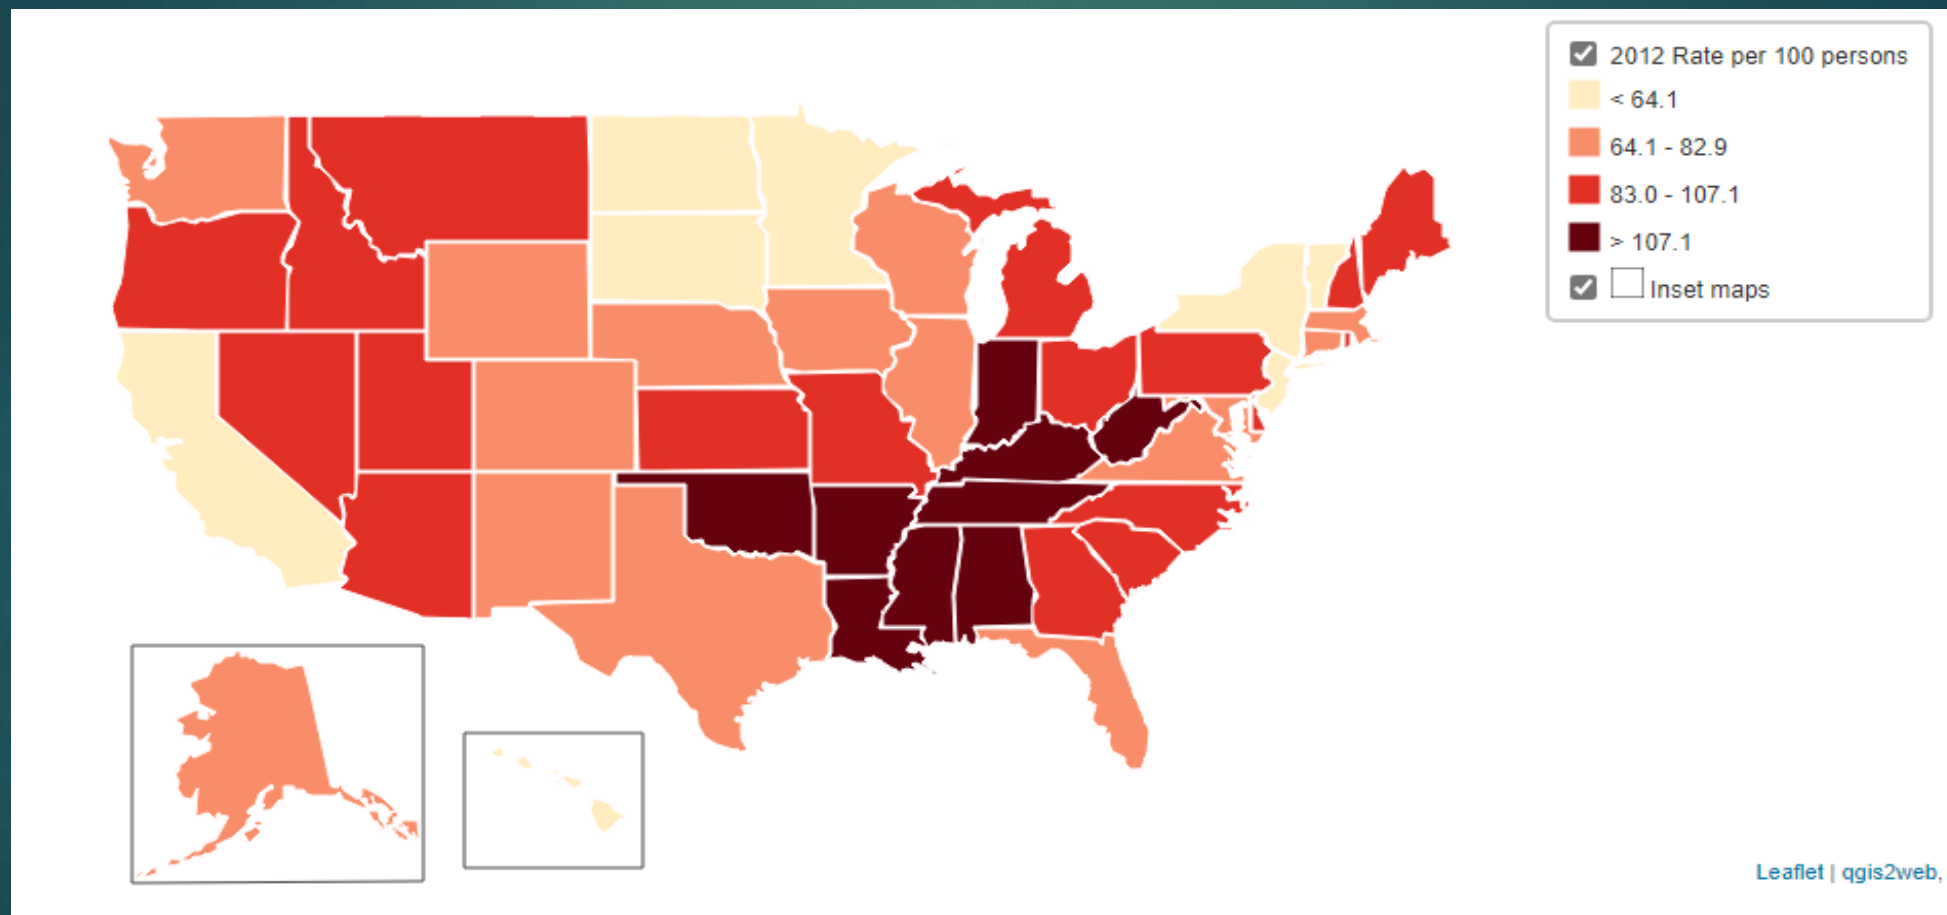 2012 Rate per 100 persons
< 64.1
64.1 - 82.9
83.0 - 107.1
> 107.1
Inset maps
Leaflet | qgis2web,